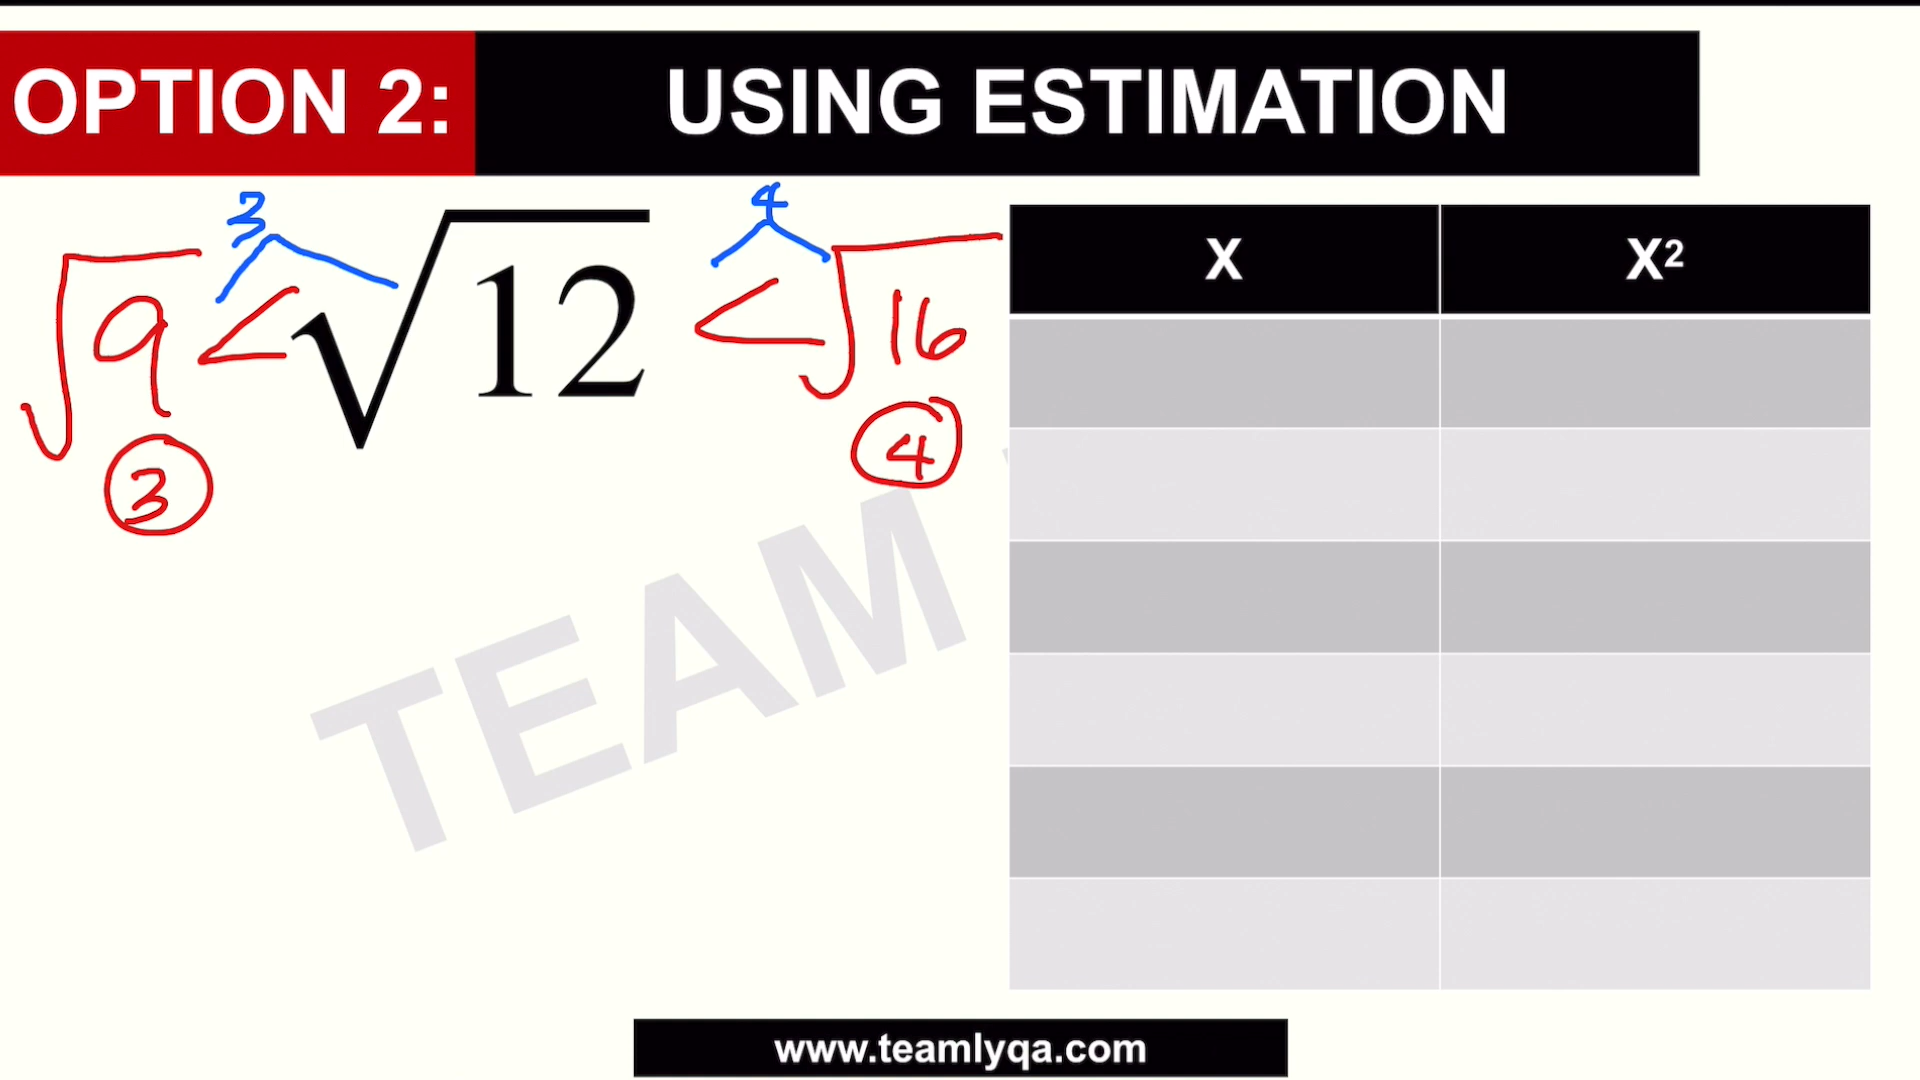 OPTION 2: USING ESTIMATION
3 4
√9 < √12 < √16
3 4
X X²
TEAM
www.teamlyqa.com